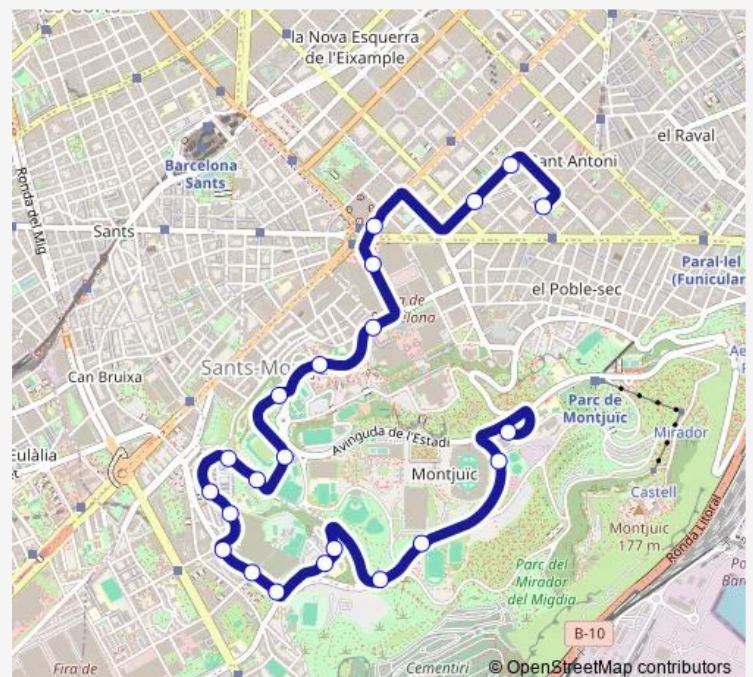 la Nova Esquerra
de l'Eixample
el Raval
Barcelona
- Sants
Sant Antoni
Ronda del Mig
Sants
Paral·lel
(Funicular
el Poble-sec
Sants-Mo
Can Bruixa
Parc de
Montjuïc
Mirador
Avinguda de l'Estadi
Eulàlia
Montjuïc
Castell
Montjuïc
177 m
Ronda Litoral
Parc del
Mirador
del Migdia
B-10
Fira de
Cementiri
© OpenStreetMap contributors